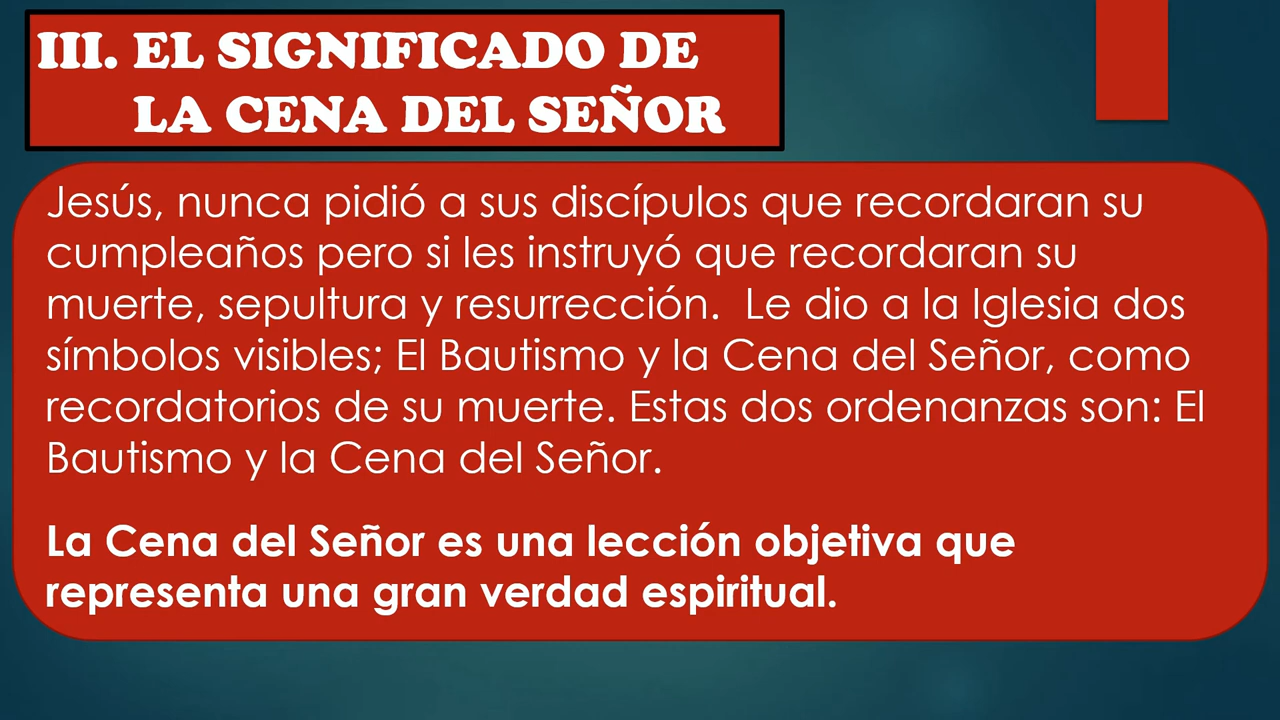 III. EL SIGNIFICADO DE
LA CENA DEL SEÑOR
Jesús, nunca pidió a sus discípulos que recordaran su
cumpleaños pero si les instruyó que recordaran su
muerte, sepultura y resurrección. Le dio a la Iglesia dos
símbolos visibles; El Bautismo y la Cena del Señor, como
recordatorios de su muerte. Estas dos ordenanzas son: El
Bautismo y la Cena del Señor.
La Cena del Señor es una lección objetiva que
representa una gran verdad espiritual.